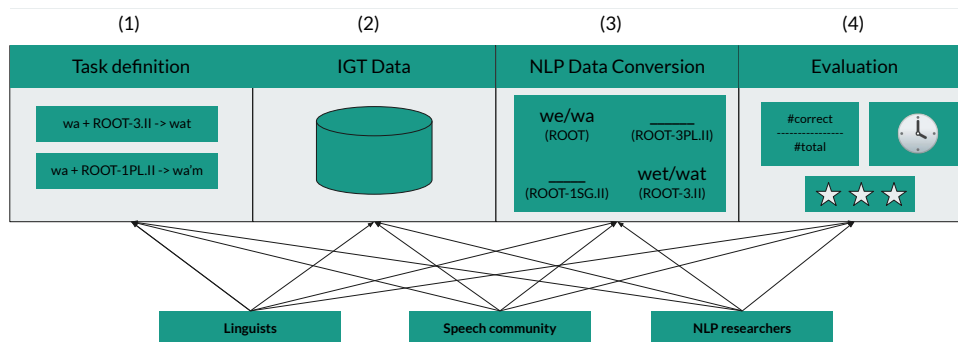 (1) (2) (3) (4)
Task definition IGT Data NLP Data Conversion Evaluation
wa + ROOT-3.II -> wat
wa + ROOT-1PL.II -> wa'm
we/wa _____
(ROOT) (ROOT-3PL.II)
____ wet/wat
(ROOT-1SG.II) (ROOT-3.II)
#correct
----------------
#total
Linguists Speech community NLP researchers